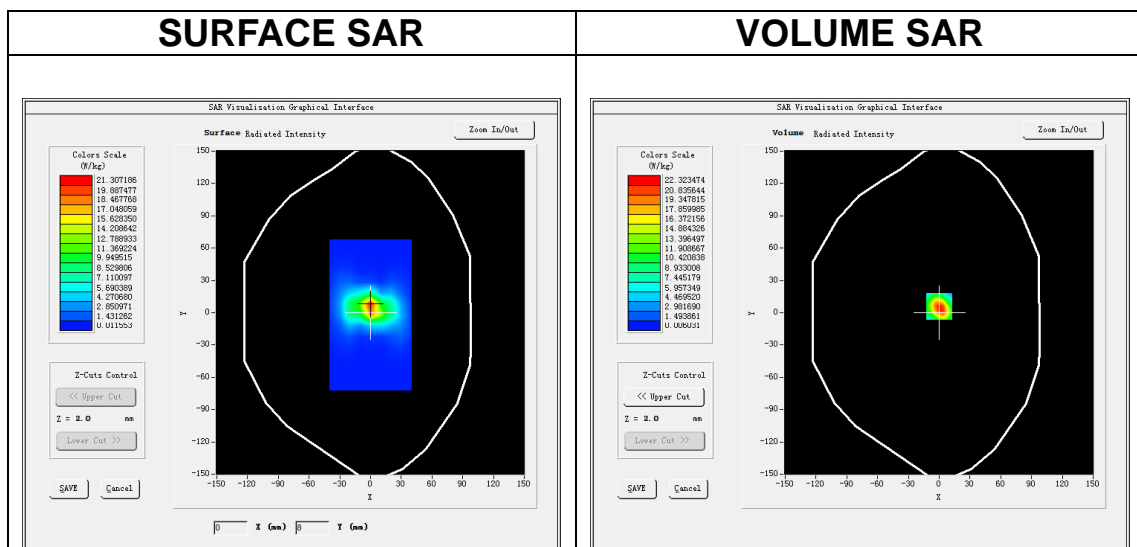 SURFACE SAR
VOLUME SAR
SAR Visualisation Graphical Interface
Surface Radiated Intensity
Zoom In/Out
Colors Scale
(W/kg)
21.307186
19.887477
18.467768
17.048059
15.628350
14.208642
12.788933
11.369224
9.949515
8.529806
7.110097
5.690389
4.270680
2.850971
1.431262
0.011553
150
120
90
60
30
0
-30
-60
-90
-120
-150
Y
-150 -120 -90 -60 -30 0 30 60 90 120 150
X
Z-Cuts Control
<< Upper Cut
Z = 2.0 mm
Lower Cut >>
SAVE Cancel
0 X (mm) 8 Y (mm)
SAR Visualisation Graphical Interface
Volume Radiated Intensity
Zoom In/Out
Colors Scale
(W/kg)
22.323474
20.835644
19.347815
17.859985
16.372156
14.884326
13.396497
11.908667
10.420838
8.933008
7.445179
5.957349
4.469520
2.981690
1.493861
0.006031
150
120
90
60
30
0
-30
-60
-90
-120
-150
Y
-150 -120 -90 -60 -30 0 30 60 90 120 150
X
Z-Cuts Control
<< Upper Cut
Z = 2.0 mm
Lower Cut >>
SAVE Cancel